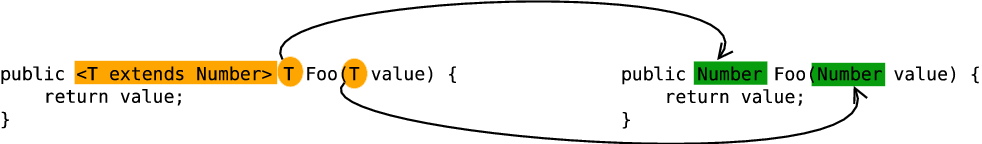 public <T extends Number> T Foo(T value) {
    return value;
}
public Number Foo(Number value) {
    return value;
}